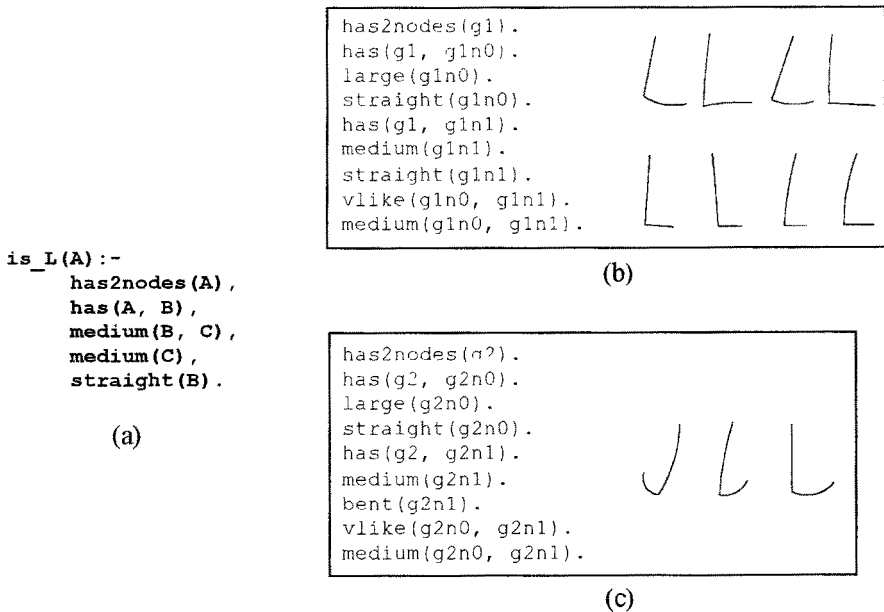 is_L(A):-
has2nodes(A),
has(A, B),
medium(B, C),
medium(C),
straight(B).
(a)
has2nodes(g1).
has(g1, g1n0).
large(g1n0).
straight(g1n0).
has(g1, g1n1).
medium(g1n1).
straight(g1n1).
vlike(g1n0, g1n1).
medium(g1n0, g1n1).
(b)
has2nodes(g2).
has(g2, g2n0).
large(g2n0).
straight(g2n0).
has(g2, g2n1).
medium(g2n1).
bent(g2n1).
vlike(g2n0, g2n1).
medium(g2n0, g2n1).
(c)